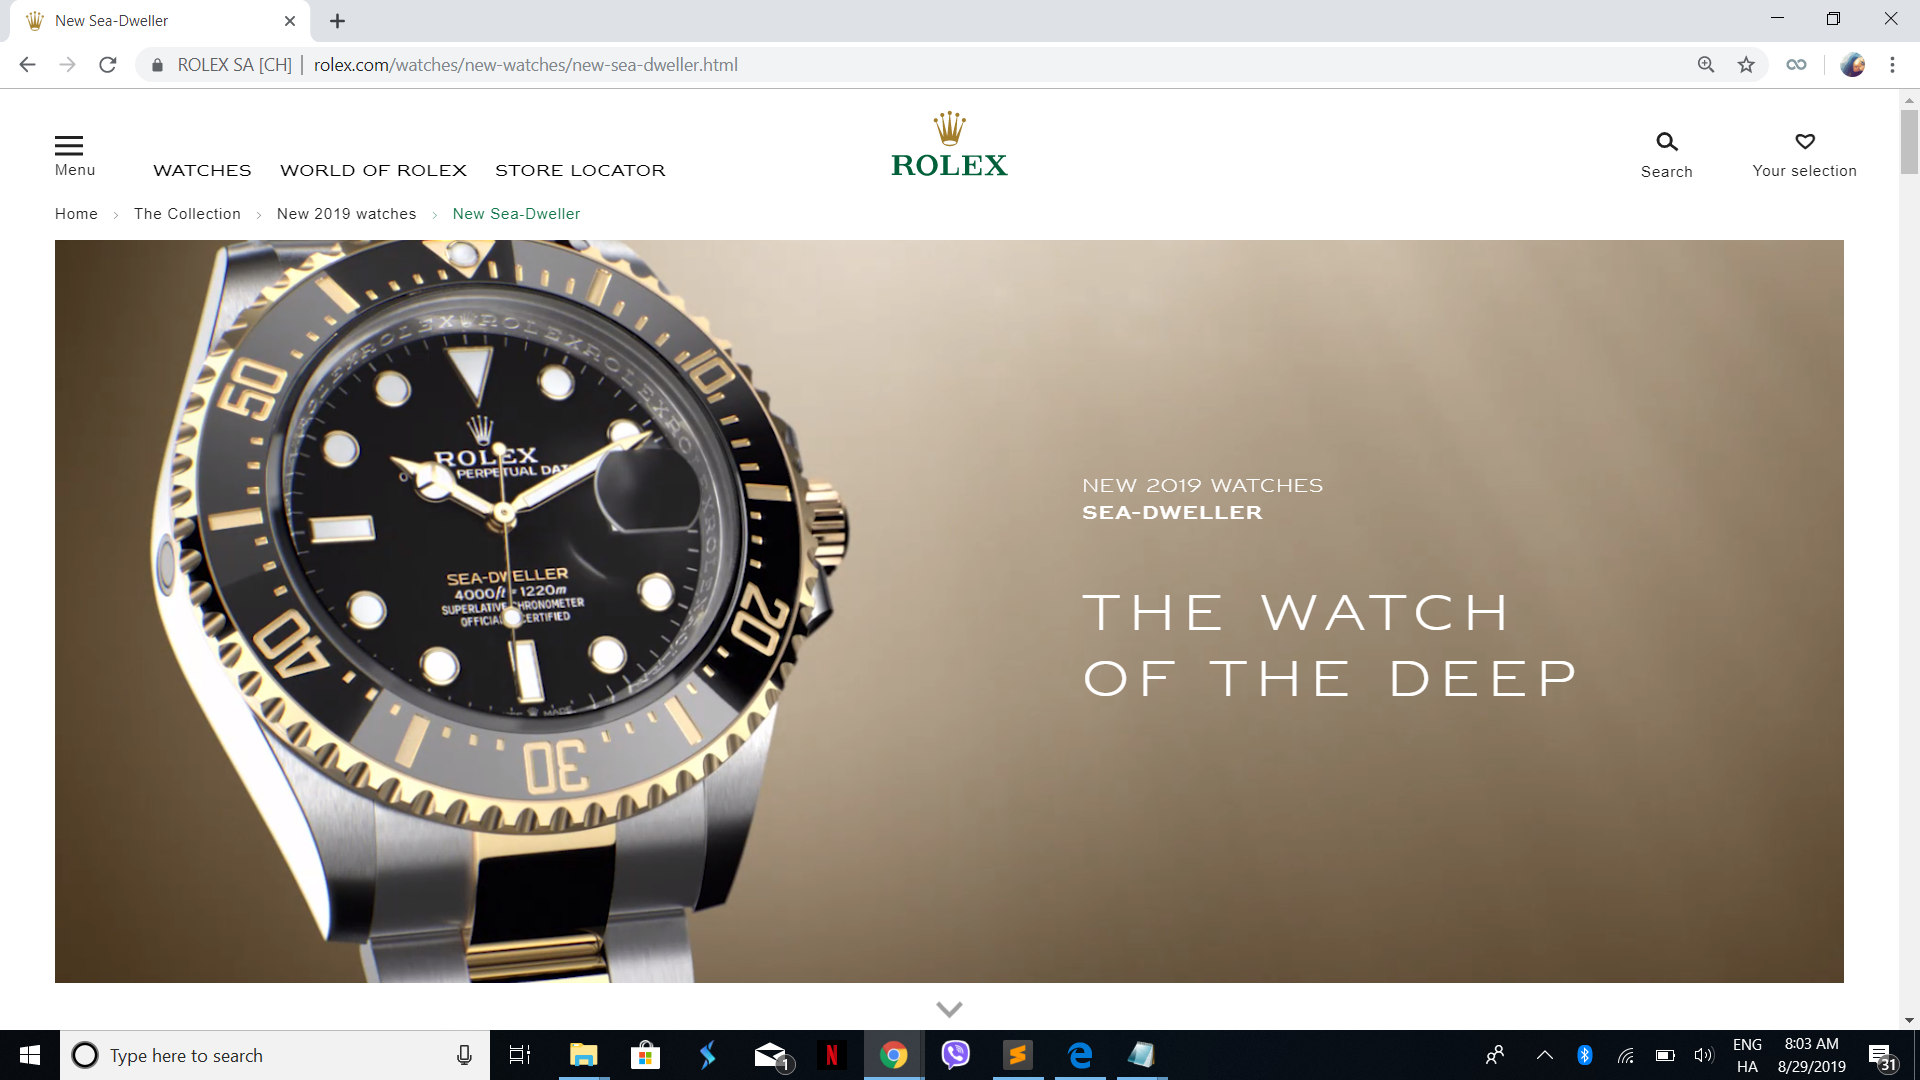 New Sea-Dweller
ROLEX SA [CH] | rolex.com/watches/new-watches/new-sea-dweller.html
Menu
WATCHES
WORLD OF ROLEX
STORE LOCATOR
ROLEX
Search
Your selection
Home > The Collection > New 2019 watches > New Sea-Dweller
ROLEXROLEXROLEX
50
10
ROLEX
PERPETUAL DA
SEA-DWELLER
4000ft = 1220m
SUPERLATIVE CHRONOMETER
OFFICIAL CERTIFIED
40
20
MADE
30
NEW 2019 WATCHES
SEA-DWELLER
THE WATCH
OF THE DEEP
Type here to search
1
N
ENG
HA
8:03 AM
8/29/2019
31